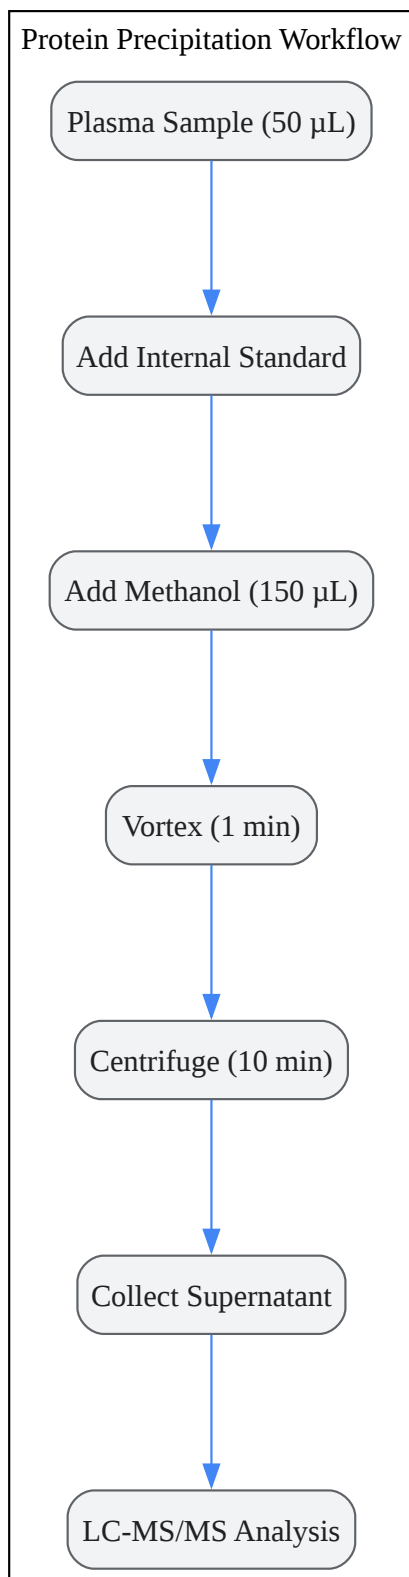 Protein Precipitation Workflow
Plasma Sample (50 µL)
Add Internal Standard
Add Methanol (150 µL)
Vortex (1 min)
Centrifuge (10 min)
Collect Supernatant
LC-MS/MS Analysis